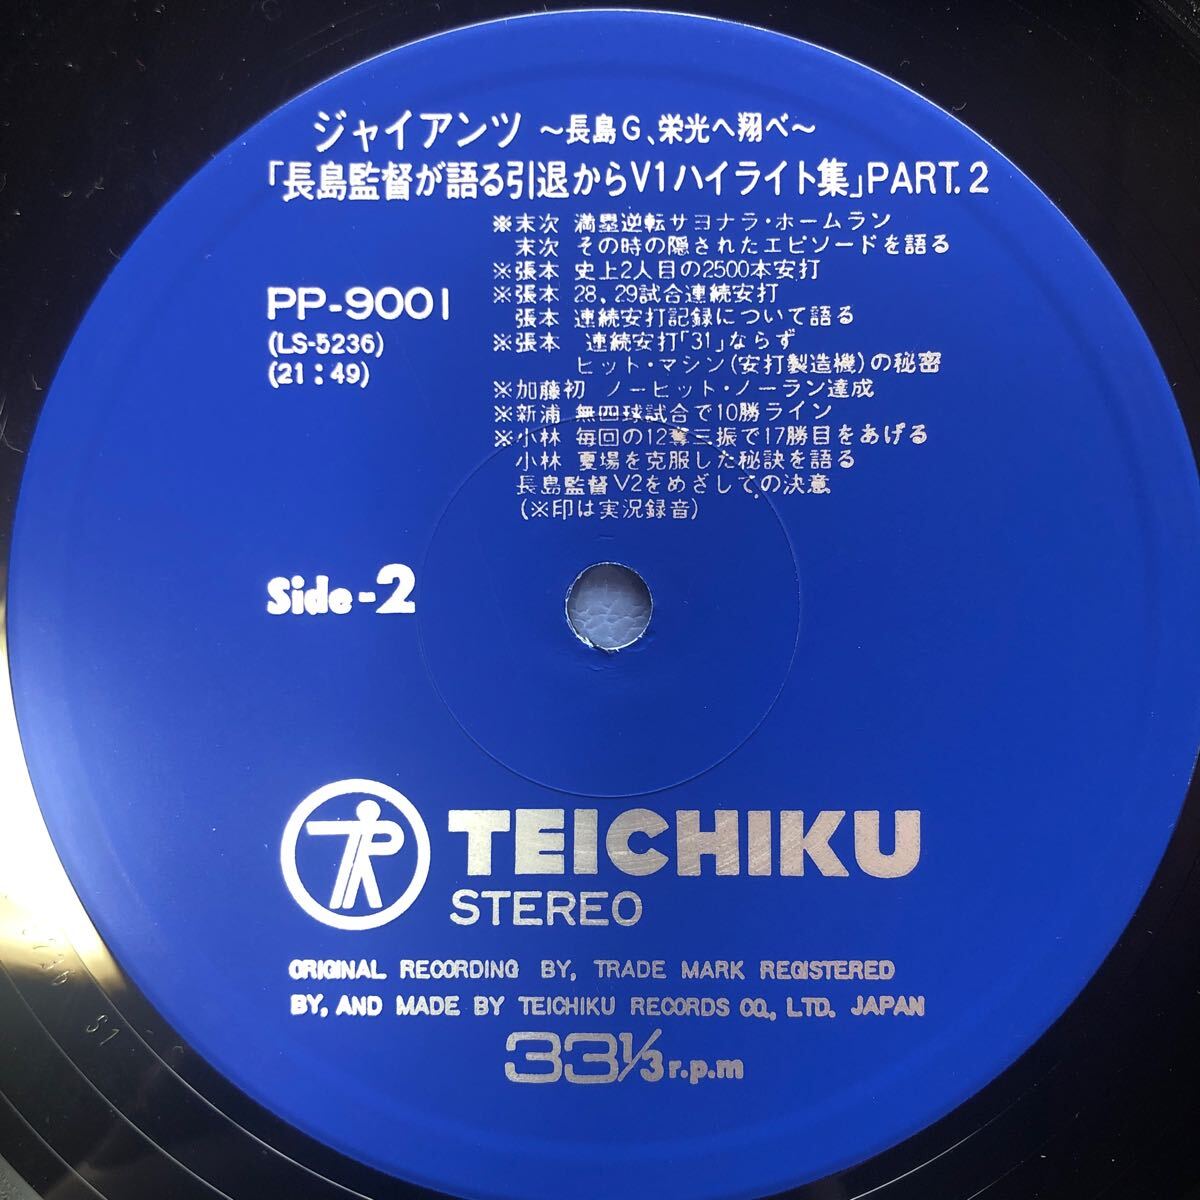 ジャイアンツ ～長島G、栄光へ翔べ～
「長島監督が語る引退からV1ハイライト集」PART.2
※末次 満塁逆転サヨナラ・ホームラン
末次 その時の隠されたエピソードを語る
※張本 史上2人目の2500本安打
※張本 28,29試合連続安打
張本 連続安打記録について語る
※張本 連続安打「31」ならず
ヒット・マシン(安打製造機)の秘密
※加藤初 ノーヒット・ノーラン達成
※新浦 無四球試合で10勝ライン
※小林 毎回の12奪三振で17勝目をあげる
小林 夏場を克服した秘訣を語る
長島監督V2をめざしての決意
(※印は実況録音)
PP-9001
(LS-5236)
(21:49)
Side-2
TEICHIKU
STEREO
ORIGINAL RECORDING BY, TRADE MARK REGISTERED
BY, AND MADE BY TEICHIKU RECORDS CO., LTD. JAPAN
33 1/3 r.p.m